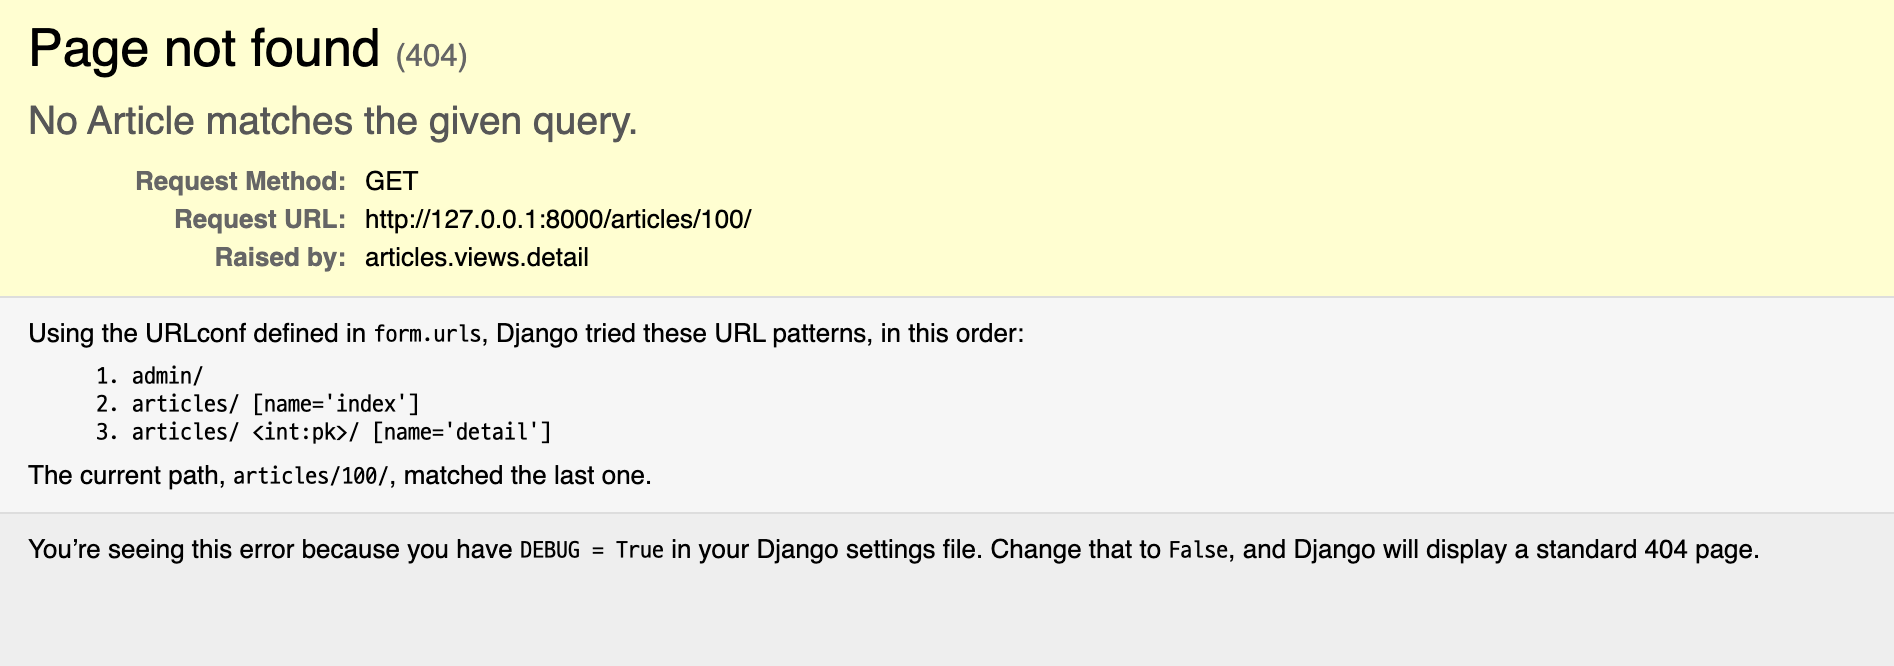 Page not found (404)
No Article matches the given query.
Request Method: GET
Request URL: http://127.0.0.1:8000/articles/100/
Raised by: articles.views.detail
Using the URLconf defined in form.urls, Django tried these URL patterns, in this order:
1. admin/
2. articles/ [name='index']
3. articles/ <int:pk>/ [name='detail']
The current path, articles/100/, matched the last one.
You’re seeing this error because you have DEBUG = True in your Django settings file. Change that to False, and Django will display a standard 404 page.